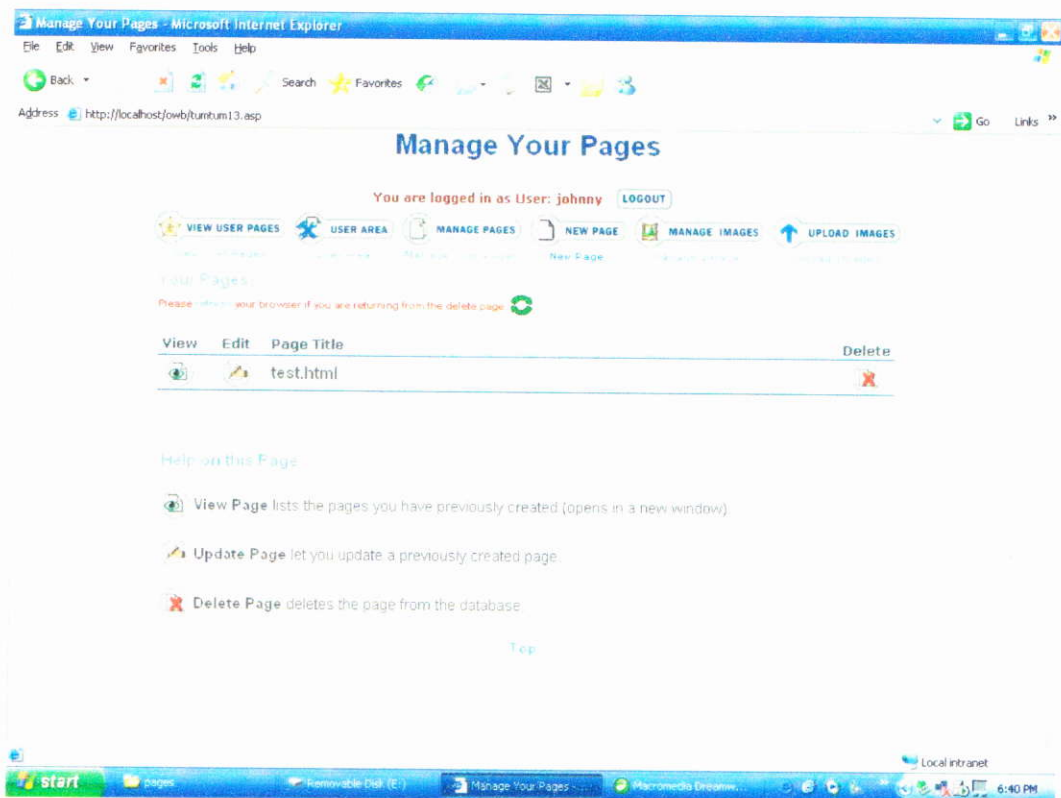 Manage Your Pages - Microsoft Internet Explorer
File Edit View Favorites Tools Help
Back Search Favorites
Address http://localhost/owb/tumtum13.asp Go Links »
Manage Your Pages
You are logged in as User: johnny LOGOUT
VIEW USER PAGES USER AREA MANAGE PAGES NEW PAGE MANAGE IMAGES UPLOAD IMAGES
New Page
Your Pages
Please refresh your browser if you are returning from the delete page
View Edit Page Title Delete
test.html
Help on this Page
View Page lists the pages you have previously created (opens in a new window)
Update Page let you update a previously created page
Delete Page deletes the page from the database
Top
Local intranet
start pages Removable Disk (E:) Manage Your Pages - ... Macromedia Dreamw... 6:40 PM